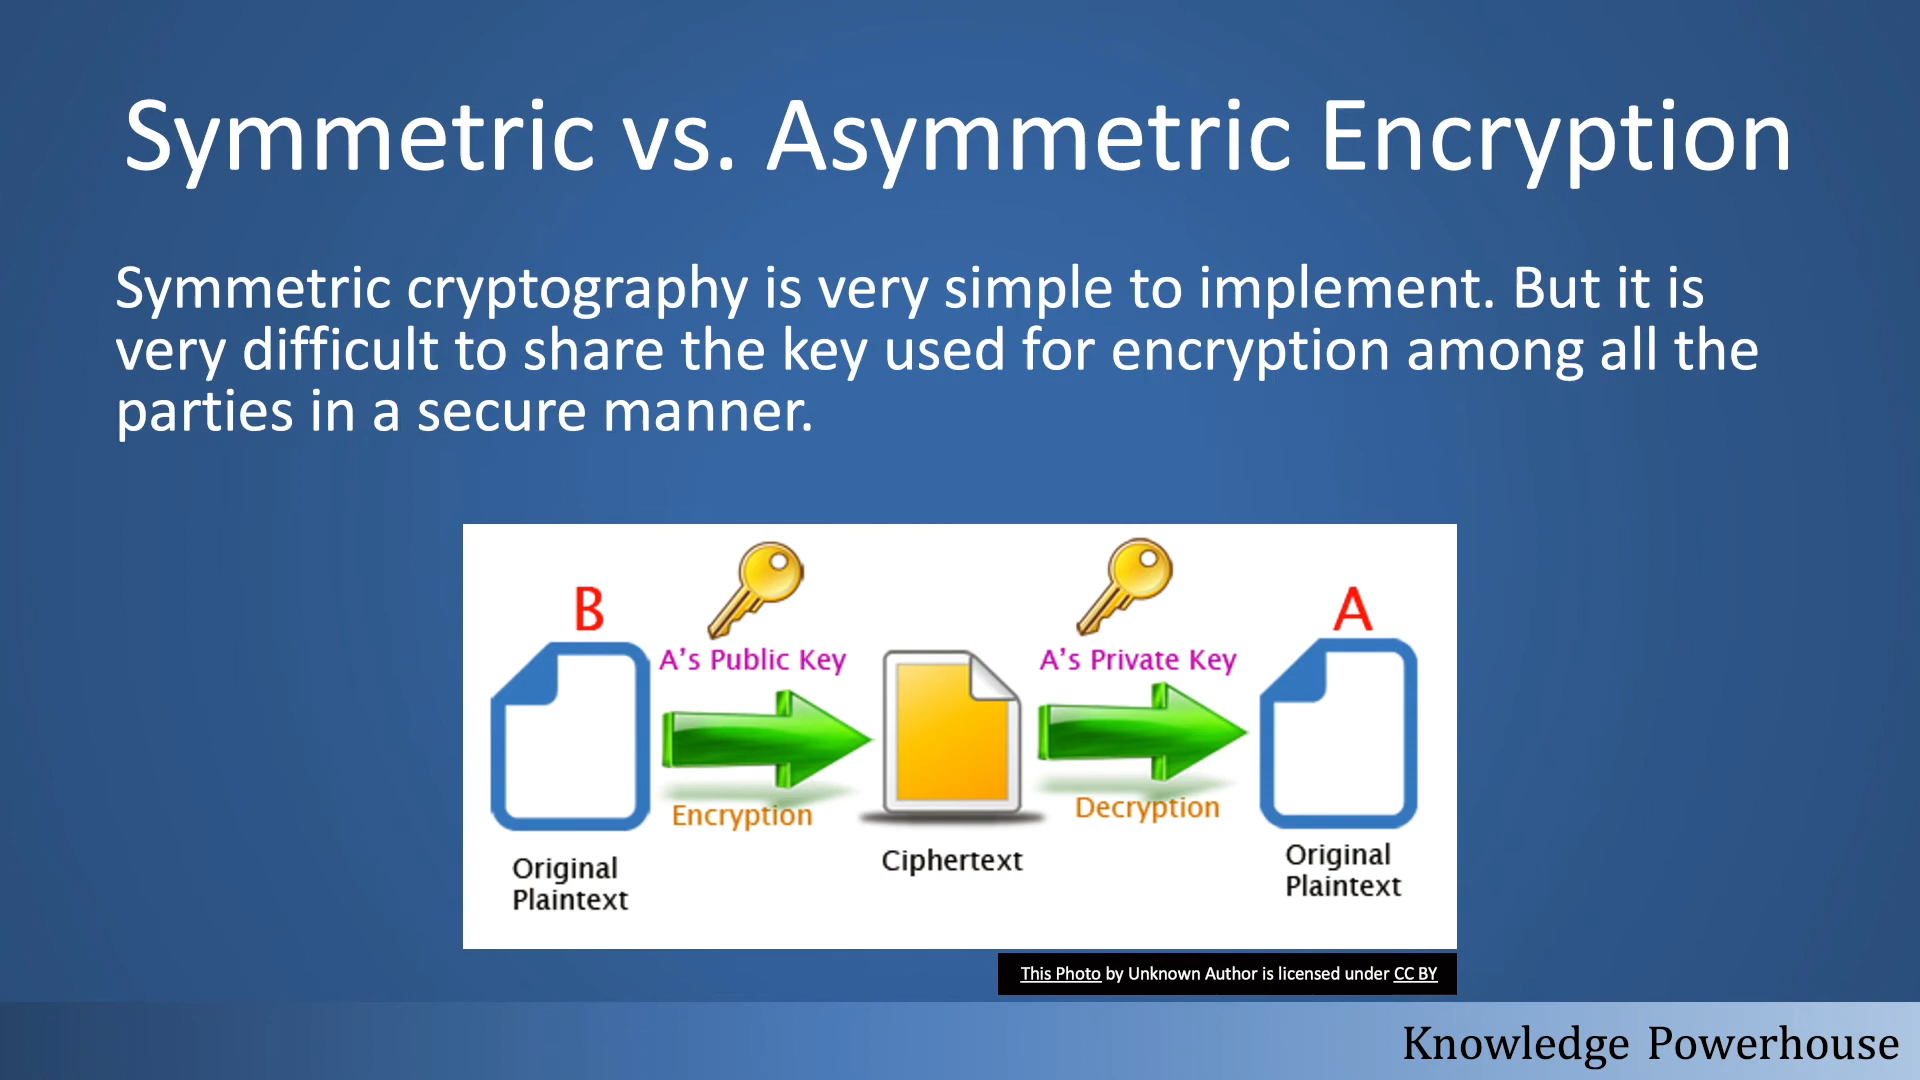 Symmetric vs. Asymmetric Encryption
Symmetric cryptography is very simple to implement. But it is
very difficult to share the key used for encryption among all the
parties in a secure manner.
B
A
A's Public Key
A's Private Key
Encryption
Decryption
Original
Plaintext
Ciphertext
Original
Plaintext
This Photo by Unknown Author is licensed under CC BY
Knowledge Powerhouse